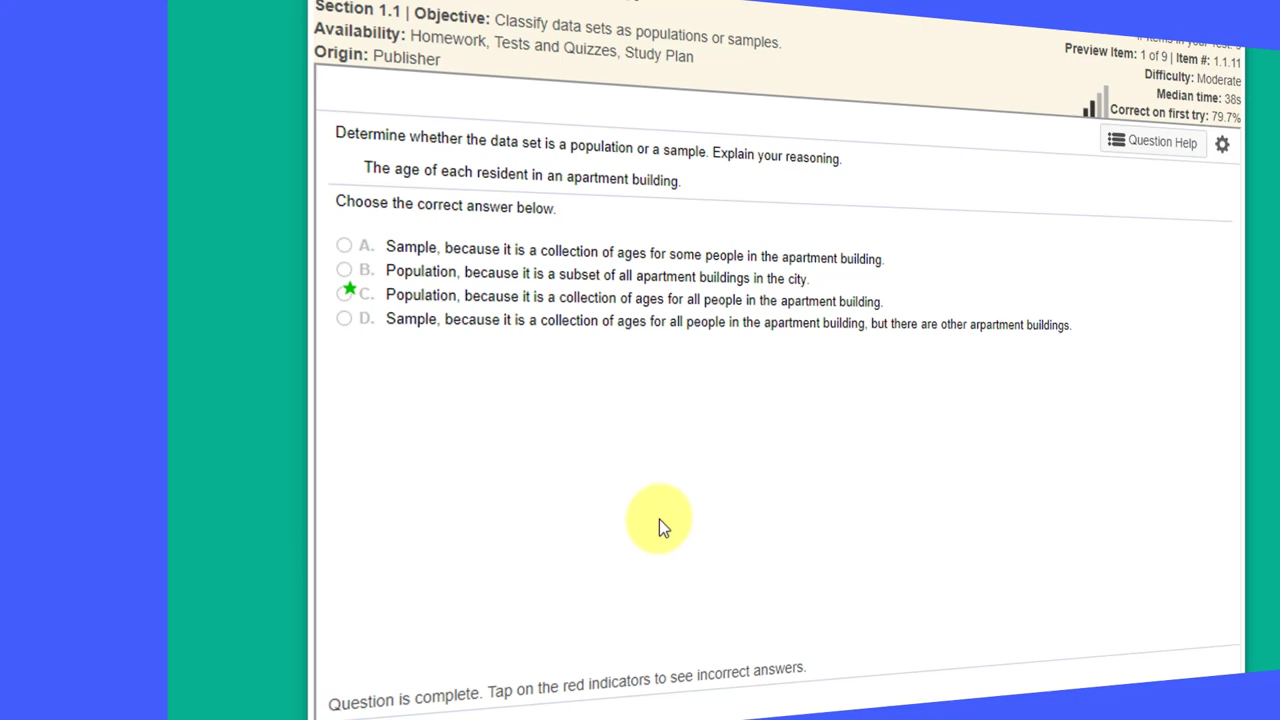 Section 1.1 | Objective: Classify data sets as populations or samples.
Availability: Homework, Tests and Quizzes, Study Plan
Origin: Publisher
Preview Item: 1 of 9 | Item #: 1.1.11
Difficulty: Moderate
Median time: 38s
Correct on first try: 79.7%
Question Help
Determine whether the data set is a population or a sample. Explain your reasoning.
The age of each resident in an apartment building.
Choose the correct answer below.
A. Sample, because it is a collection of ages for some people in the apartment building.
B. Population, because it is a subset of all apartment buildings in the city.
C. Population, because it is a collection of ages for all people in the apartment building.
D. Sample, because it is a collection of ages for all people in the apartment building, but there are other arpartment buildings.
Question is complete. Tap on the red indicators to see incorrect answers.